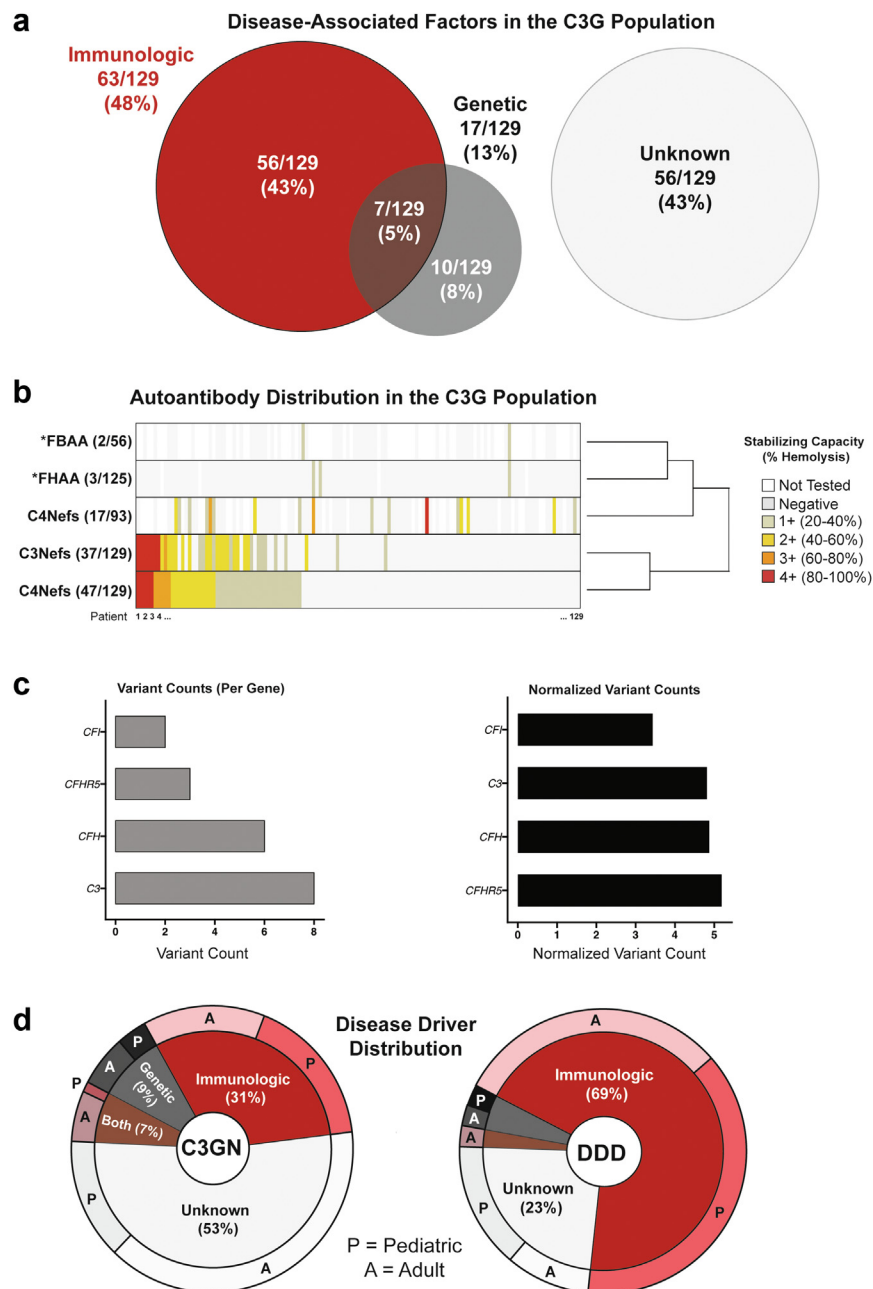 a
Disease-Associated Factors in the C3G Population
Immunologic
63/129
(48%)
Genetic
17/129
(13%)
56/129
(43%)
7/129
(5%)
10/129
(8%)
Unknown
56/129
(43%)
b
Autoantibody Distribution in the C3G Population
*FBAA (2/56)
*FHAA (3/125)
C4Nefs (17/93)
C3Nefs (37/129)
C4Nefs (47/129)
Patient 1 2 3 4 ... ... 129
Stabilizing Capacity
(% Hemolysis)
Not Tested
Negative
1+ (20-40%)
2+ (40-60%)
3+ (60-80%)
4+ (80-100%)
c
Variant Counts (Per Gene)
CFI
CFHR5
CFH
C3
0 2 4 6 8
Variant Count
Normalized Variant Counts
CFI
C3
CFH
CFHR5
0 1 2 3 4 5
Normalized Variant Count
d
Disease Driver
Distribution
A
P
P
A
P
A
P
A
Genetic
(9%)
Immunologic
(31%)
Both (7%)
C3GN
Unknown
(53%)
P = Pediatric
A = Adult
A
P
A
A
P
A
P
Immunologic
(69%)
DDD
Unknown
(23%)